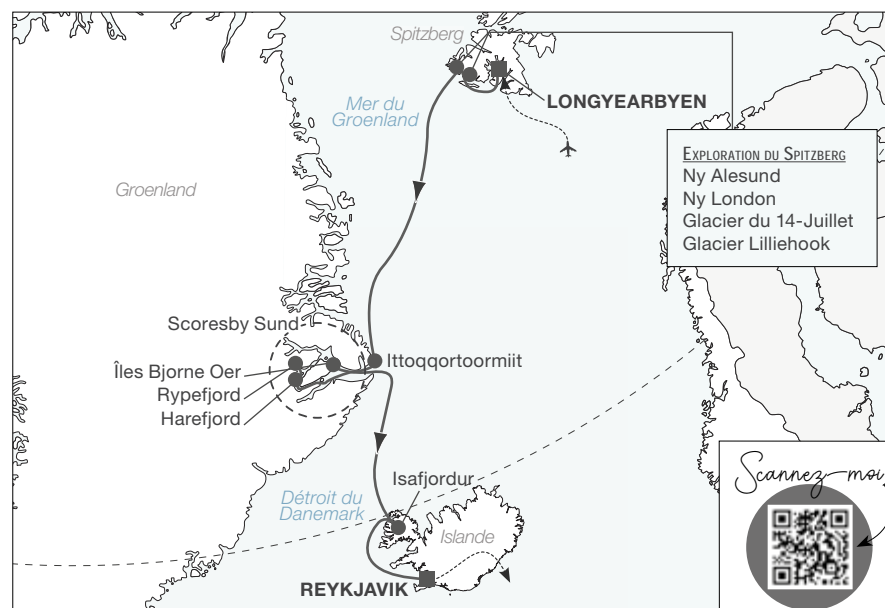 Spitzberg
Mer du
Groenland
LONGYEARBYEN
EXPLORATION DU SPITZBERG
Ny Alesund
Ny London
Glacier du 14-Juillet
Glacier Lilliehook
Groenland
Scoresby Sund
Ittoqqortoormiit
Îles Bjorne Oer
Rypefjord
Harefjord
Isafjordur
Détroit du
Danemark
Islande
REYKJAVIK
Scannez-moi